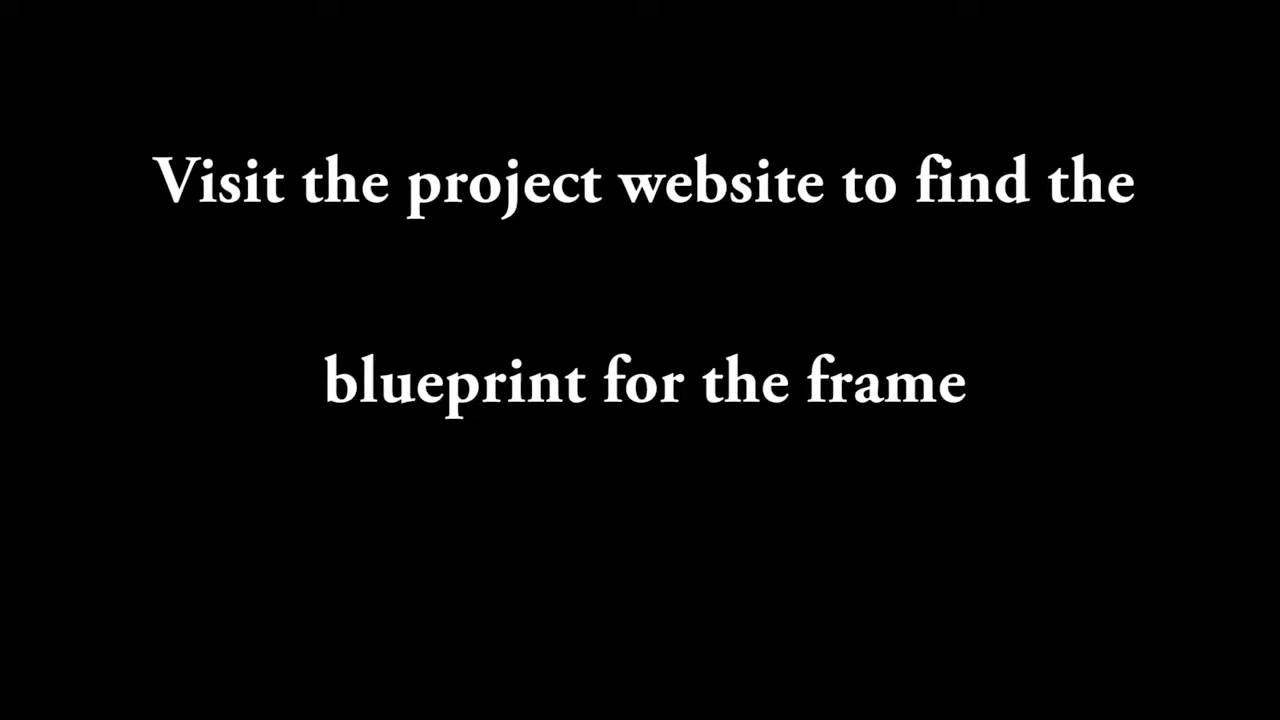 Visit the project website to find the
blueprint for the frame